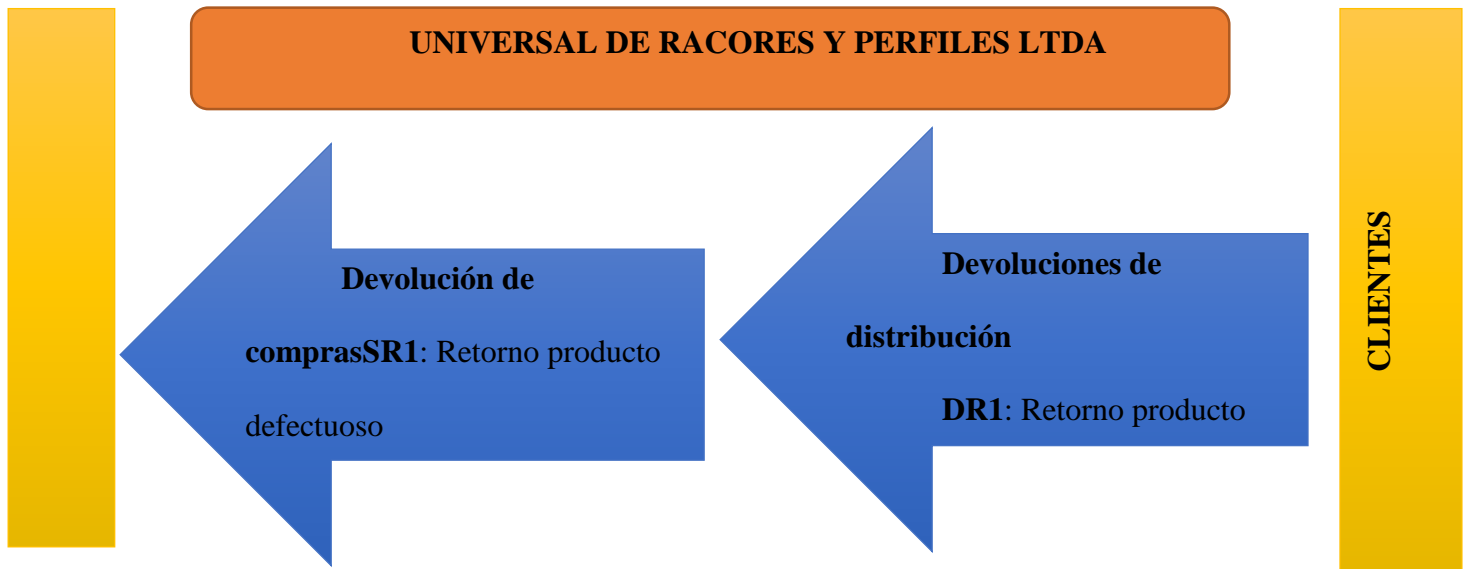 UNIVERSAL DE RACORES Y PERFILES LTDA
Devolución de
comprasSR1: Retorno producto
defectuoso
Devoluciones de
distribución
DR1: Retorno producto
CLIENTES